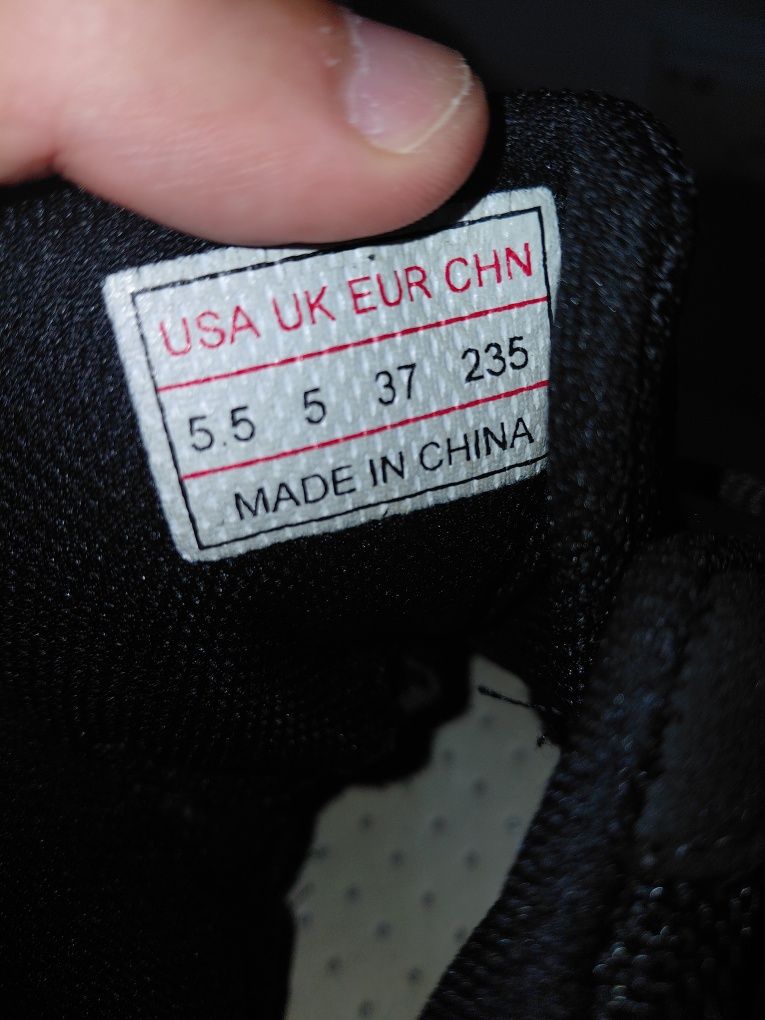 USA UK EUR CHN
5.5 5 37 235
MADE IN CHINA